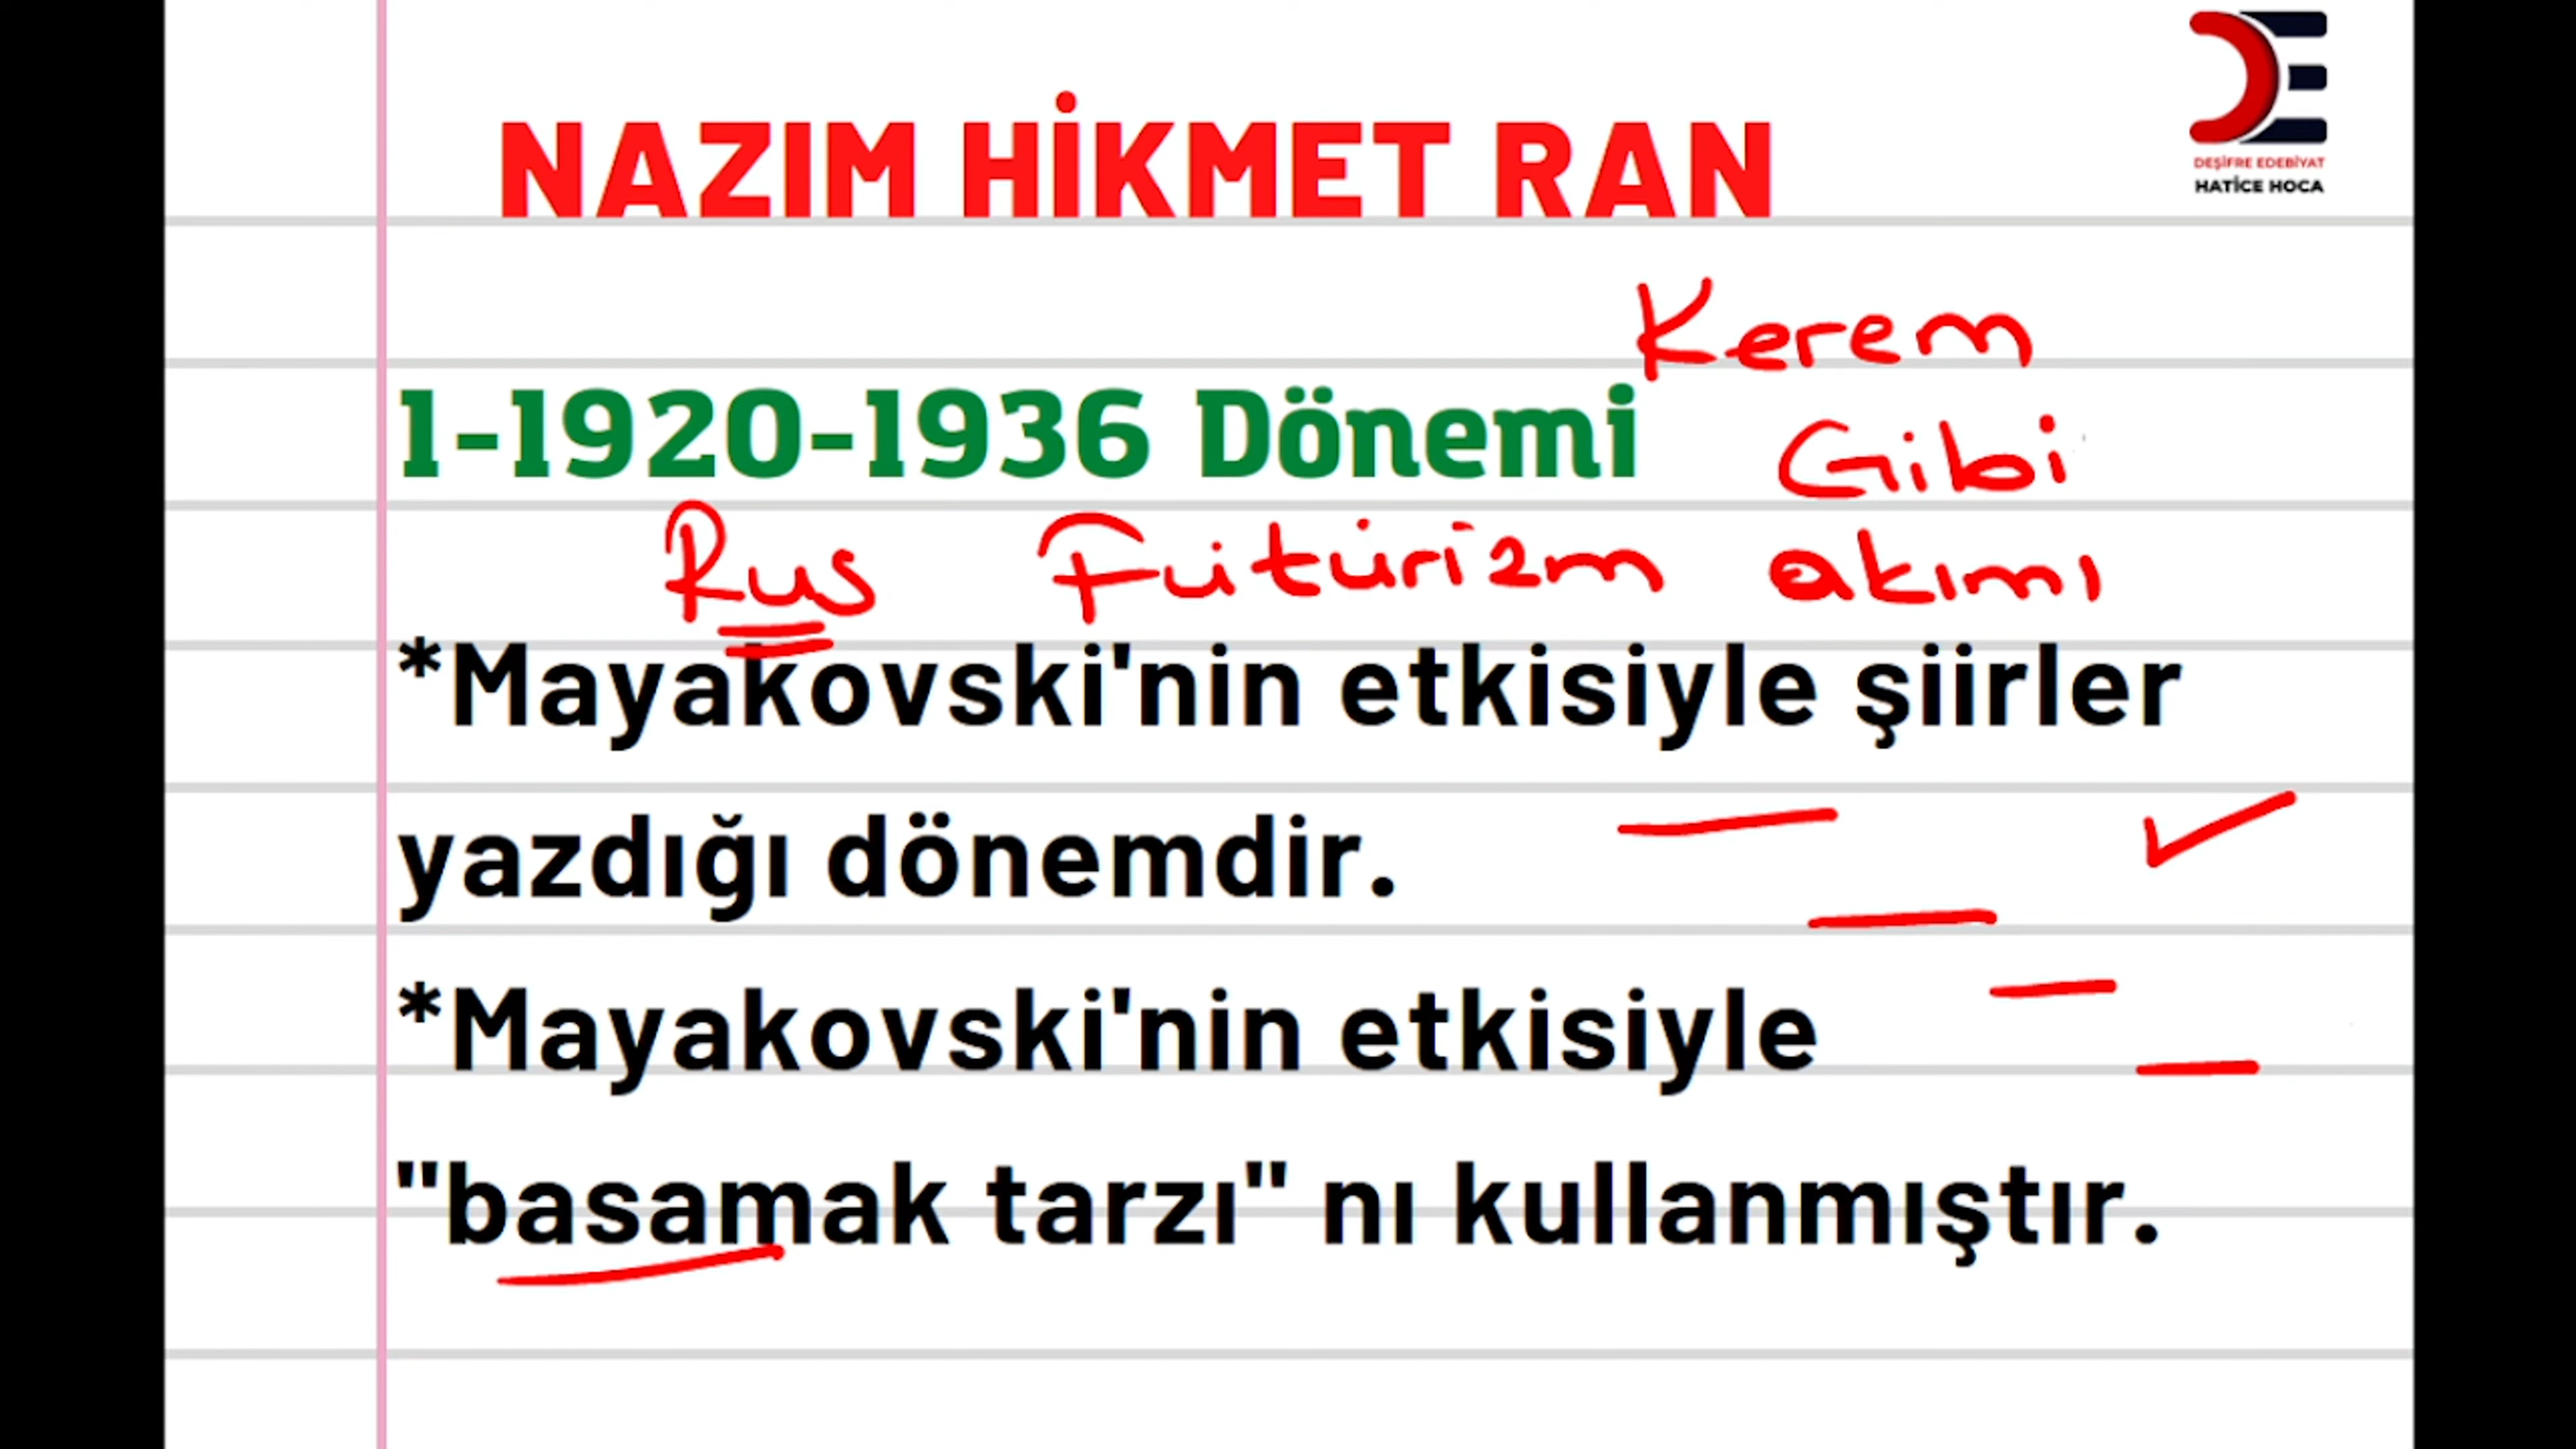 DEŞİFRE EDEBİYAT
HATİCE HOCA
NAZIM HİKMET RAN
Kerem
1-1920-1936 Dönemi
Gibi
Rus Fütürizm akımı
*Mayakovski'nin etkisiyle şiirler
yazdığı dönemdir.
*Mayakovski'nin etkisiyle
"basamak tarzı" nı kullanmıştır.